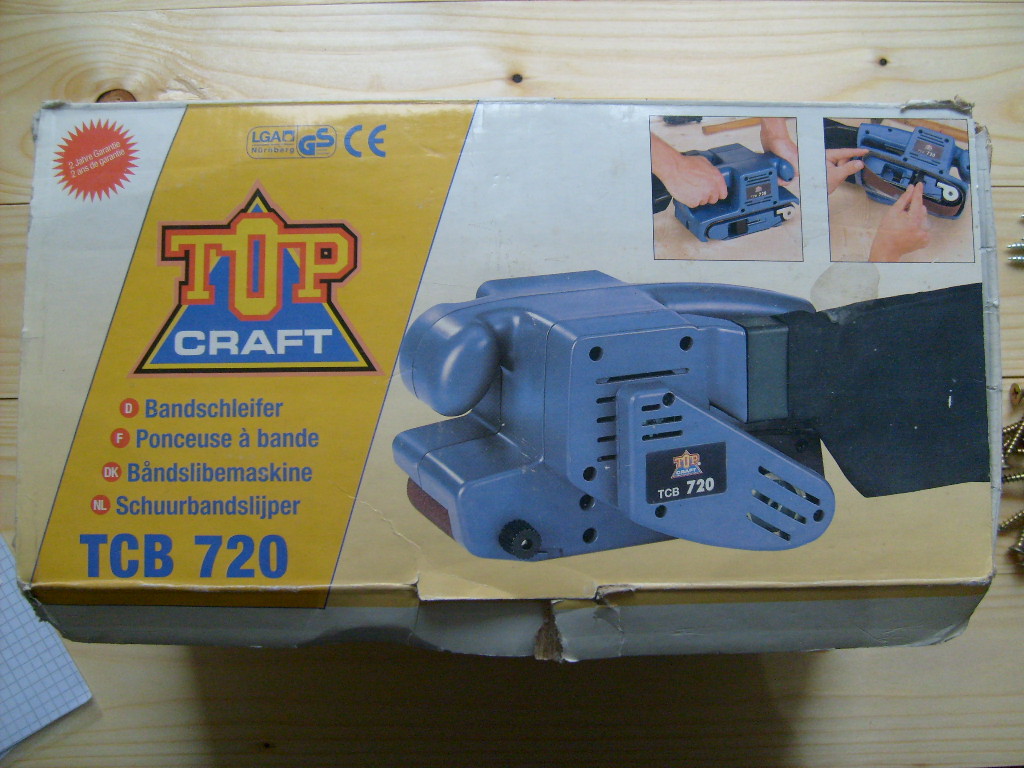 2 Jahre Garantie
2 ans de garantie
LGA GS CE
Nürnberg
TOP
CRAFT
D Bandschleifer
F Ponceuse à bande
DK Båndslibemaskine
NL Schuurbandslijper
TCB 720
TOP
CRAFT
TCB 720